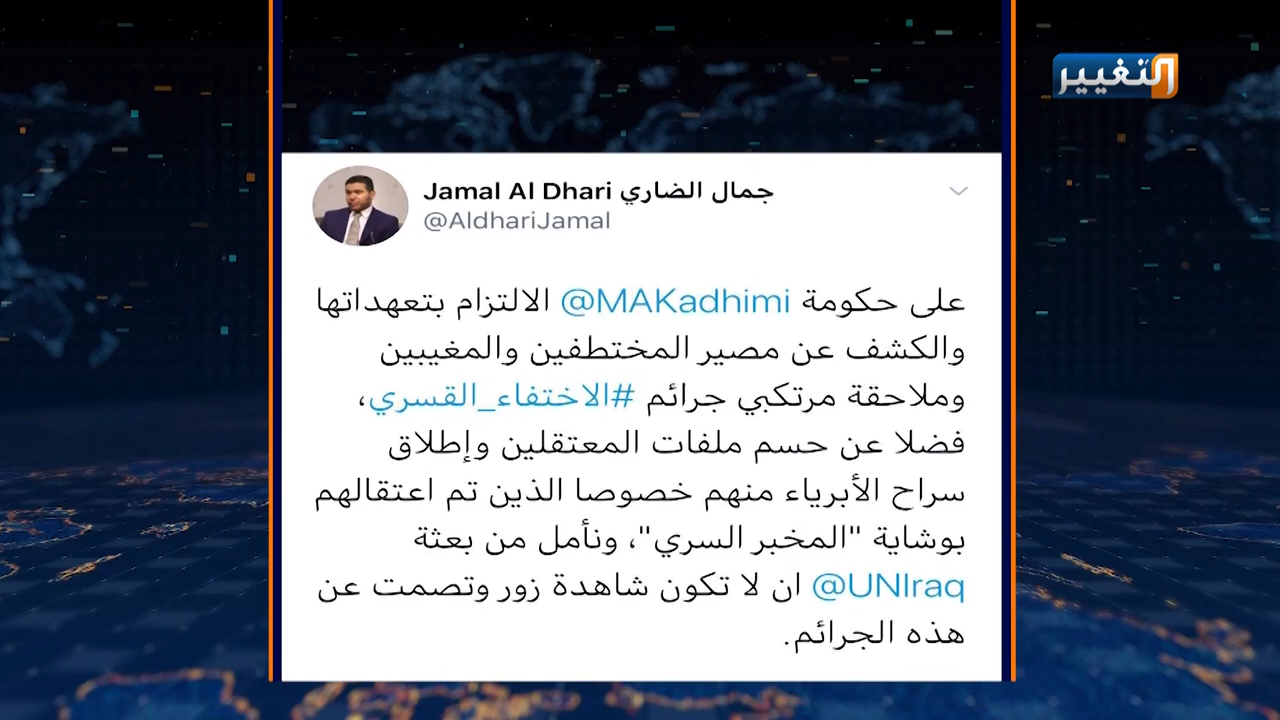 التغيير
Jamal Al Dhari جمال الضاري
@AldhariJamal
على حكومة @MAKadhimi الالتزام بتعهداتها
والكشف عن مصير المختطفين والمغيبين
وملاحقة مرتكبي جرائم #الاختفاء_القسري،
فضلا عن حسم ملفات المعتقلين وإطلاق
سراح الأبرياء منهم خصوصا الذين تم اعتقالهم
بوشاية "المخبر السري"، ونأمل من بعثة
@UNIraq ان لا تكون شاهدة زور وتصمت عن
هذه الجرائم.